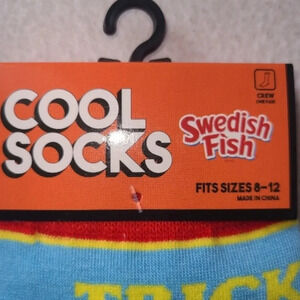 COOL
SOCKS
CREW
Swedish
Fish
FITS SIZES 8-12
MADE IN CHINA
TRICK